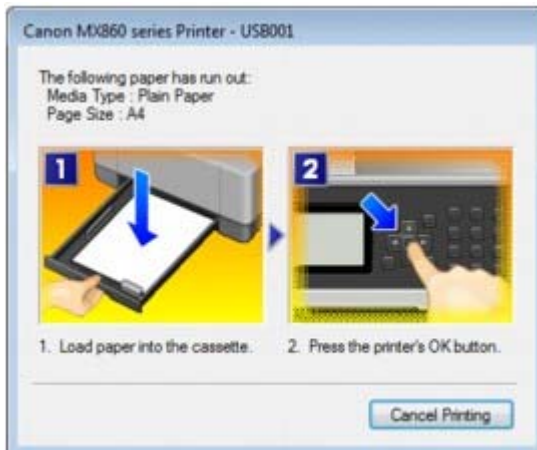 Canon MX860 series Printer - USB001
The following paper has run out:
Media Type : Plain Paper
Page Size : A4
1
2
1. Load paper into the cassette.
2. Press the printer's OK button.
Cancel Printing